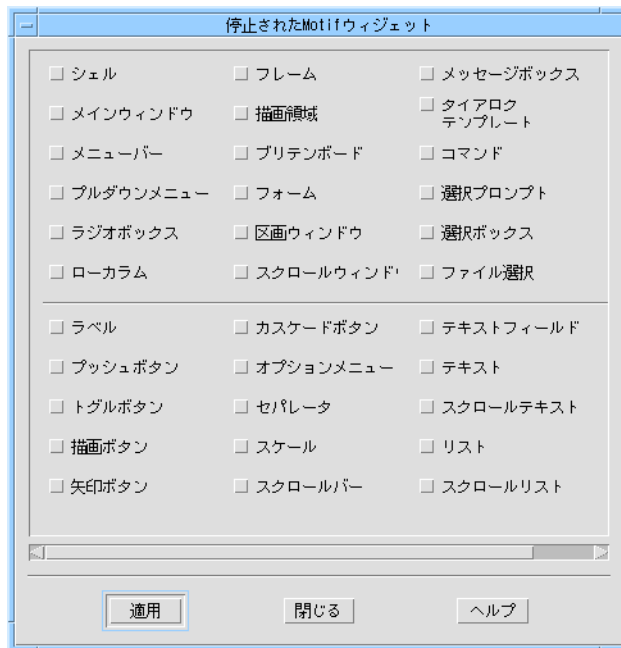 停止されたMotifウィジェット
シェル
フレーム
メッセージボックス
メインウィンドウ
描画領域
タイアロク
テンプレート
メニューバー
ブリテンボード
コマンド
プルダウンメニュー
フォーム
選択プロンプト
ラジオボックス
区画ウィンドウ
選択ボックス
ローカラム
スクロールウィンド
ファイル選択
ラベル
カスケードボタン
テキストフィールド
プッシュボタン
オプションメニュー
テキスト
トグルボタン
セパレータ
スクロールテキスト
描画ボタン
スケール
リスト
矢印ボタン
スクロールバー
スクロールリスト
適用
閉じる
ヘルプ